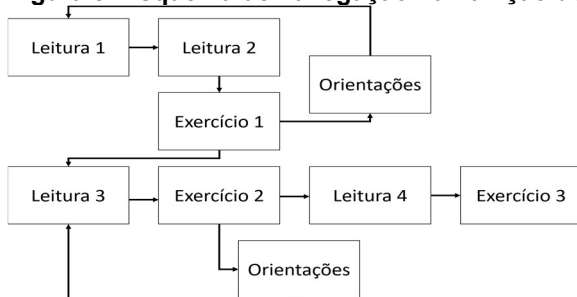 Leitura 1
Leitura 2
Orientações
Exercício 1
Leitura 3
Exercício 2
Leitura 4
Exercício 3
Orientações